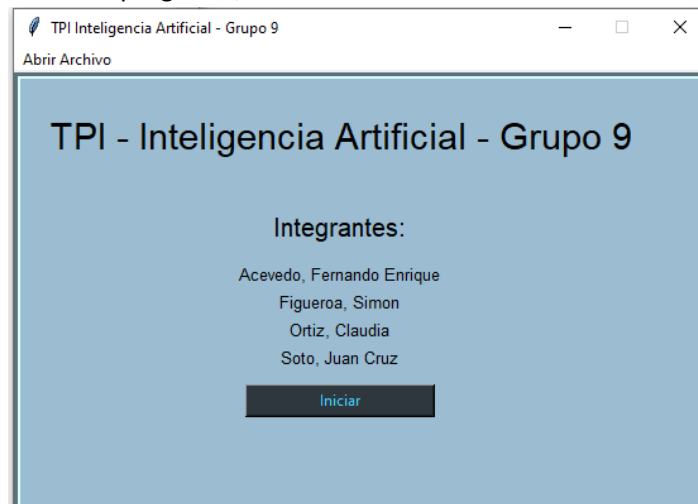 TPI Inteligencia Artificial - Grupo 9
Abrir Archivo
TPI - Inteligencia Artificial - Grupo 9
Integrantes:
Acevedo, Fernando Enrique
Figueroa, Simon
Ortiz, Claudia
Soto, Juan Cruz
Iniciar